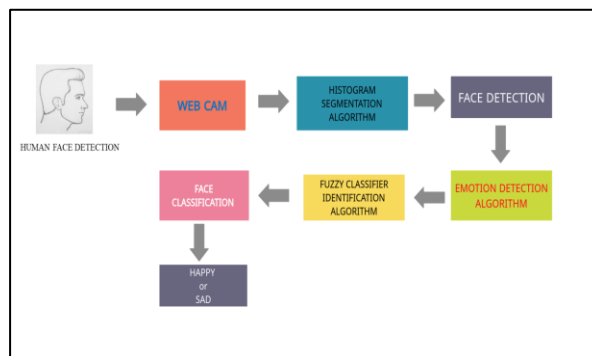 HUMAN FACE DETECTION
WEB CAM
HISTOGRAM
SEGMENTATION
ALGORITHM
FACE DETECTION
EMOTION DETECTION
ALGORITHM
FUZZY CLASSIFIER
IDENTIFICATION
ALGORITHM
FACE
CLASSIFICATION
HAPPY
or
SAD